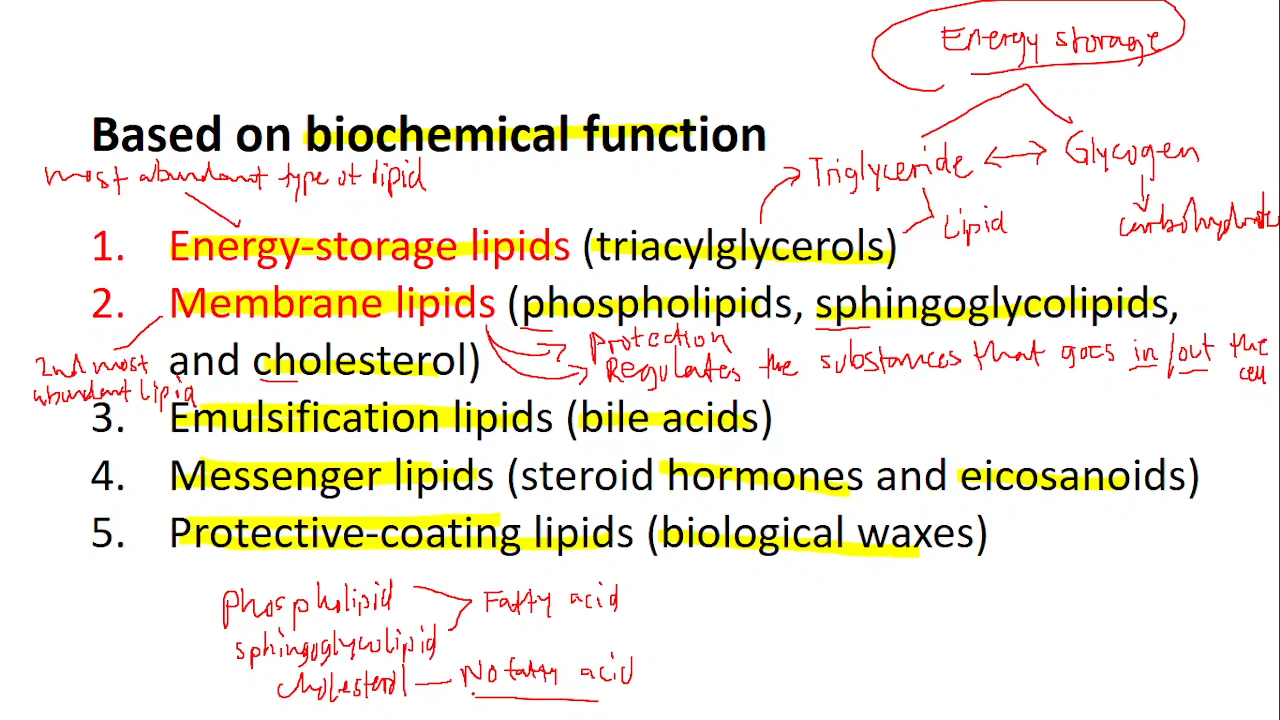 Energy storage
Based on biochemical function
most abundant type of lipid
Triglyceride
Glycogen
Lipid
carbohydrate
1. Energy-storage lipids (triacylglycerols)
2. Membrane lipids (phospholipids, sphingoglycolipids,
and cholesterol)
Protection
Regulates the substances that goes in/out the
cell
2nd most
abundant lipid
3. Emulsification lipids (bile acids)
4. Messenger lipids (steroid hormones and eicosanoids)
5. Protective-coating lipids (biological waxes)
phospholipid
Fatty acid
sphingoglycolipid
cholesterol
No fatty acid